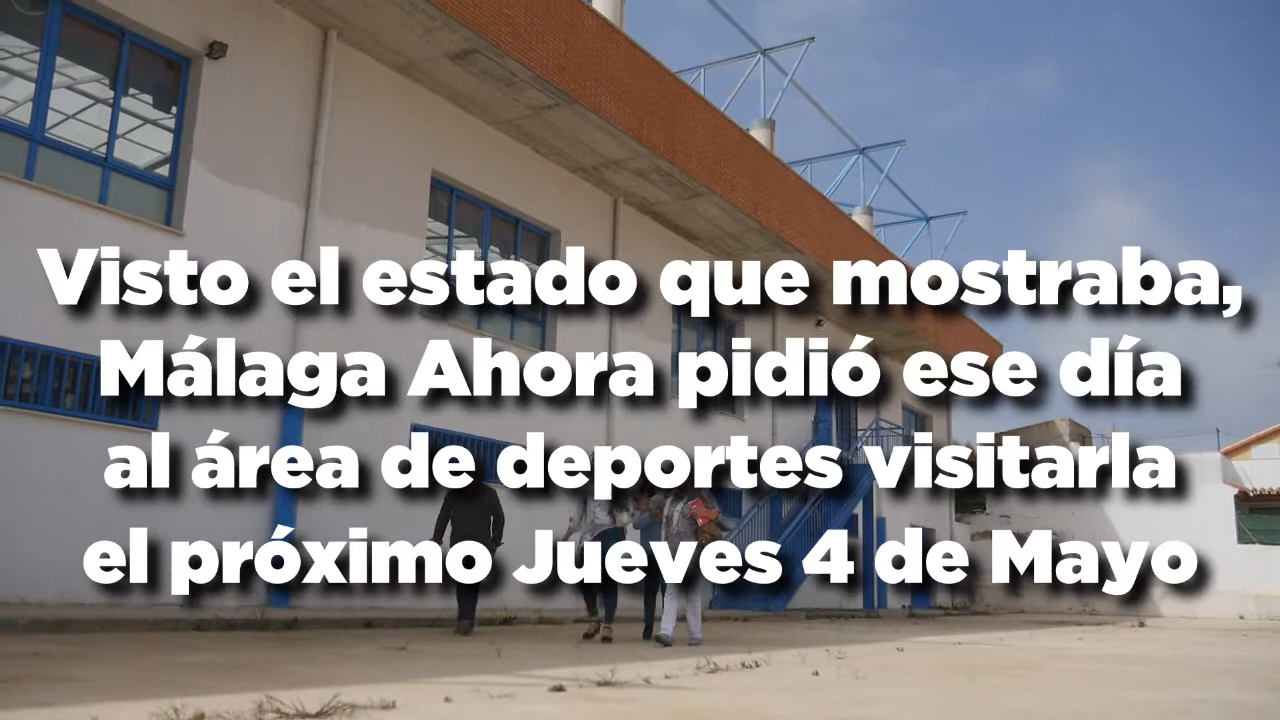 Visto el estado que mostraba,
Málaga Ahora pidió ese día
al área de deportes visitarla
el próximo Jueves 4 de Mayo